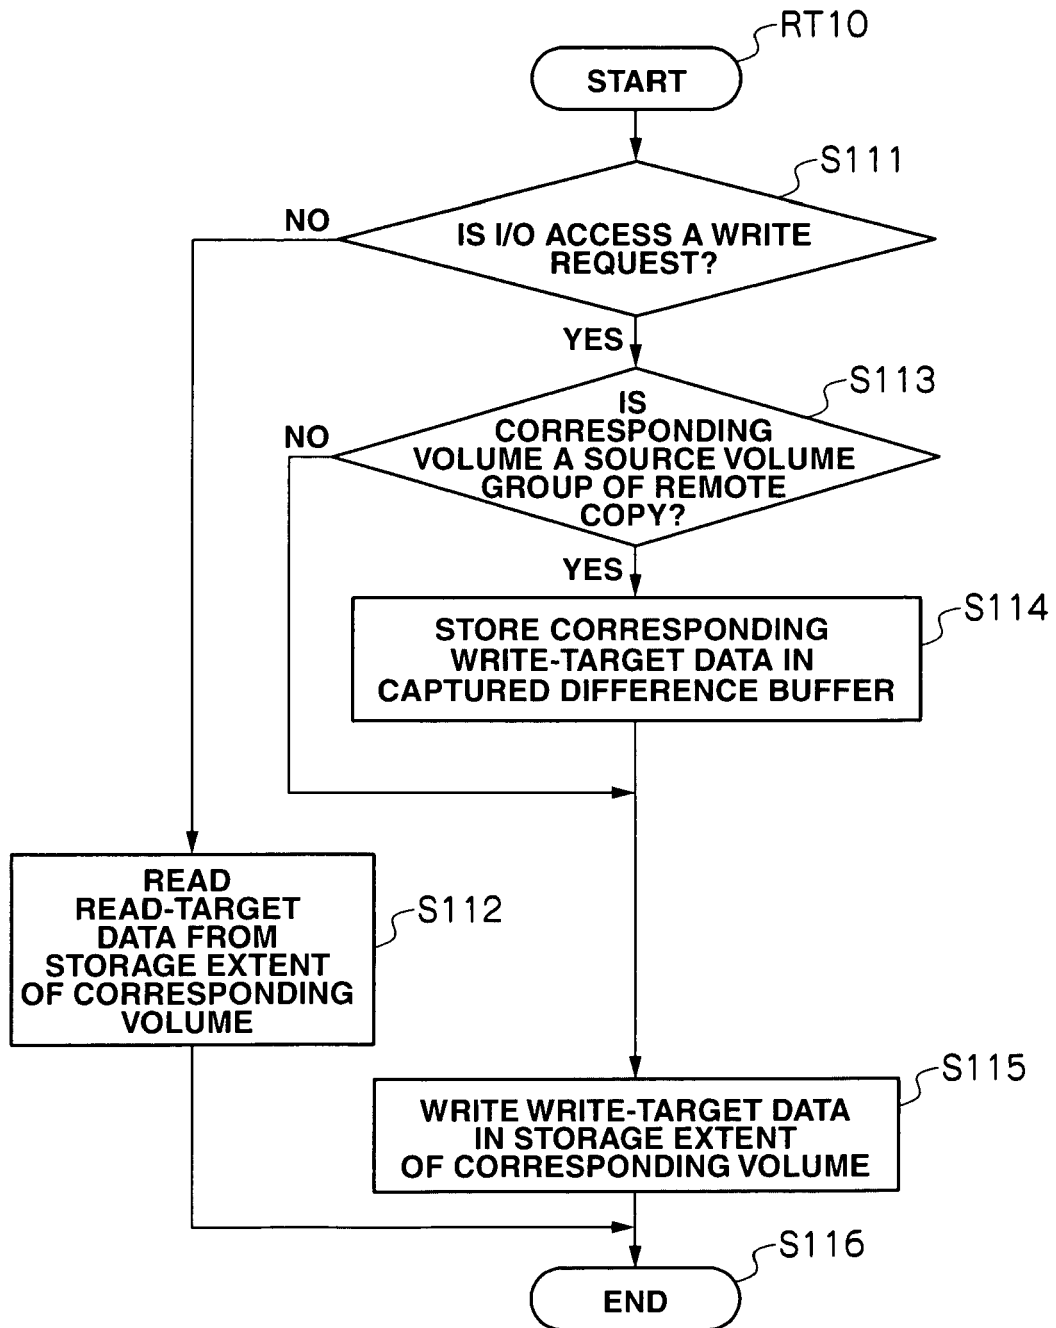 RT10
START
S111
NO
IS I/O ACCESS A WRITE
REQUEST?
YES
S113
NO
IS
CORRESPONDING
VOLUME A SOURCE VOLUME
GROUP OF REMOTE
COPY?
YES
S114
STORE CORRESPONDING
WRITE-TARGET DATA IN
CAPTURED DIFFERENCE BUFFER
READ
READ-TARGET
DATA FROM
STORAGE EXTENT
OF CORRESPONDING
VOLUME
S112
S115
WRITE WRITE-TARGET DATA
IN STORAGE EXTENT
OF CORRESPONDING VOLUME
S116
END